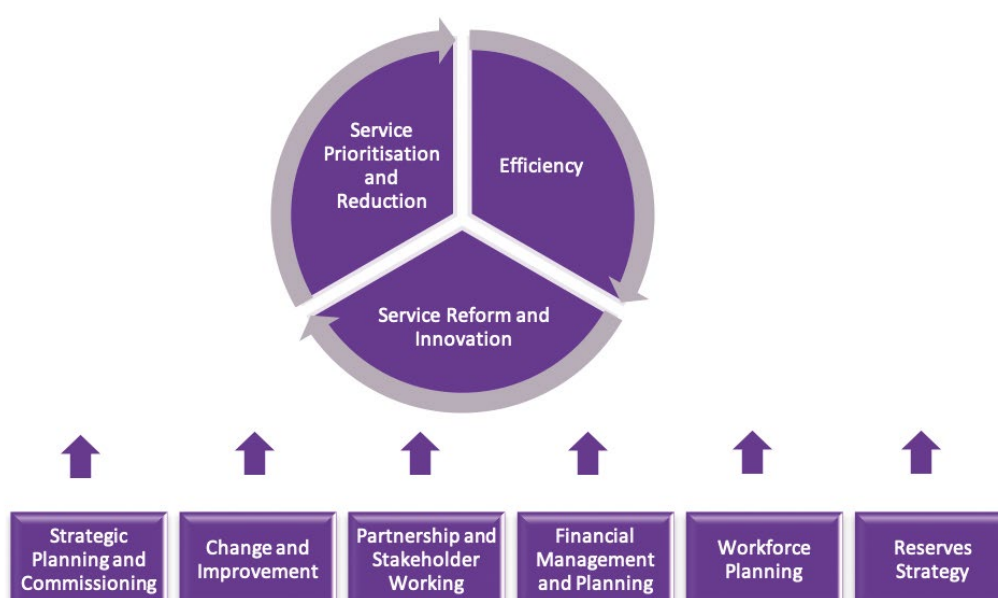 Service
Prioritisation
and
Reduction
Efficiency
Service Reform and
Innovation
Strategic
Planning and
Commissioning
Change and
Improvement
Partnership and
Stakeholder
Working
Financial
Management
and Planning
Workforce
Planning
Reserves
Strategy